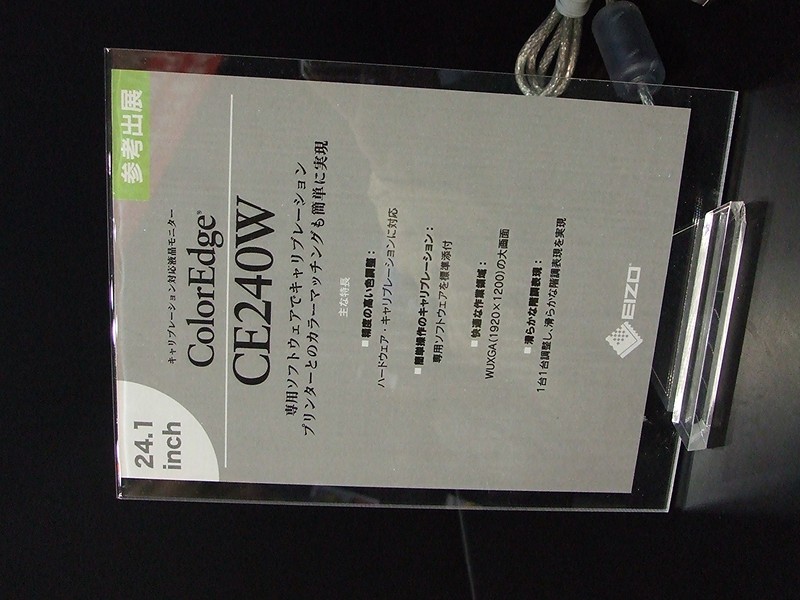 24.1
inch
参考出展
キャリブレーション対応液晶モニター
ColorEdge®
CE240W
専用ソフトウェアでキャリブレーション
プリンターとのカラーマッチングも簡単に実現
主な特長
■ 精度の高い色調整：
ハードウェア・キャリブレーションに対応
■ 簡単操作のキャリブレーション：
専用ソフトウェアを標準添付
■ 快適な作業領域：
WUXGA(1920×1200)の大画面
■ 滑らかな階調表現：
1台1台調整し、滑らかな階調表現を実現
EIZO